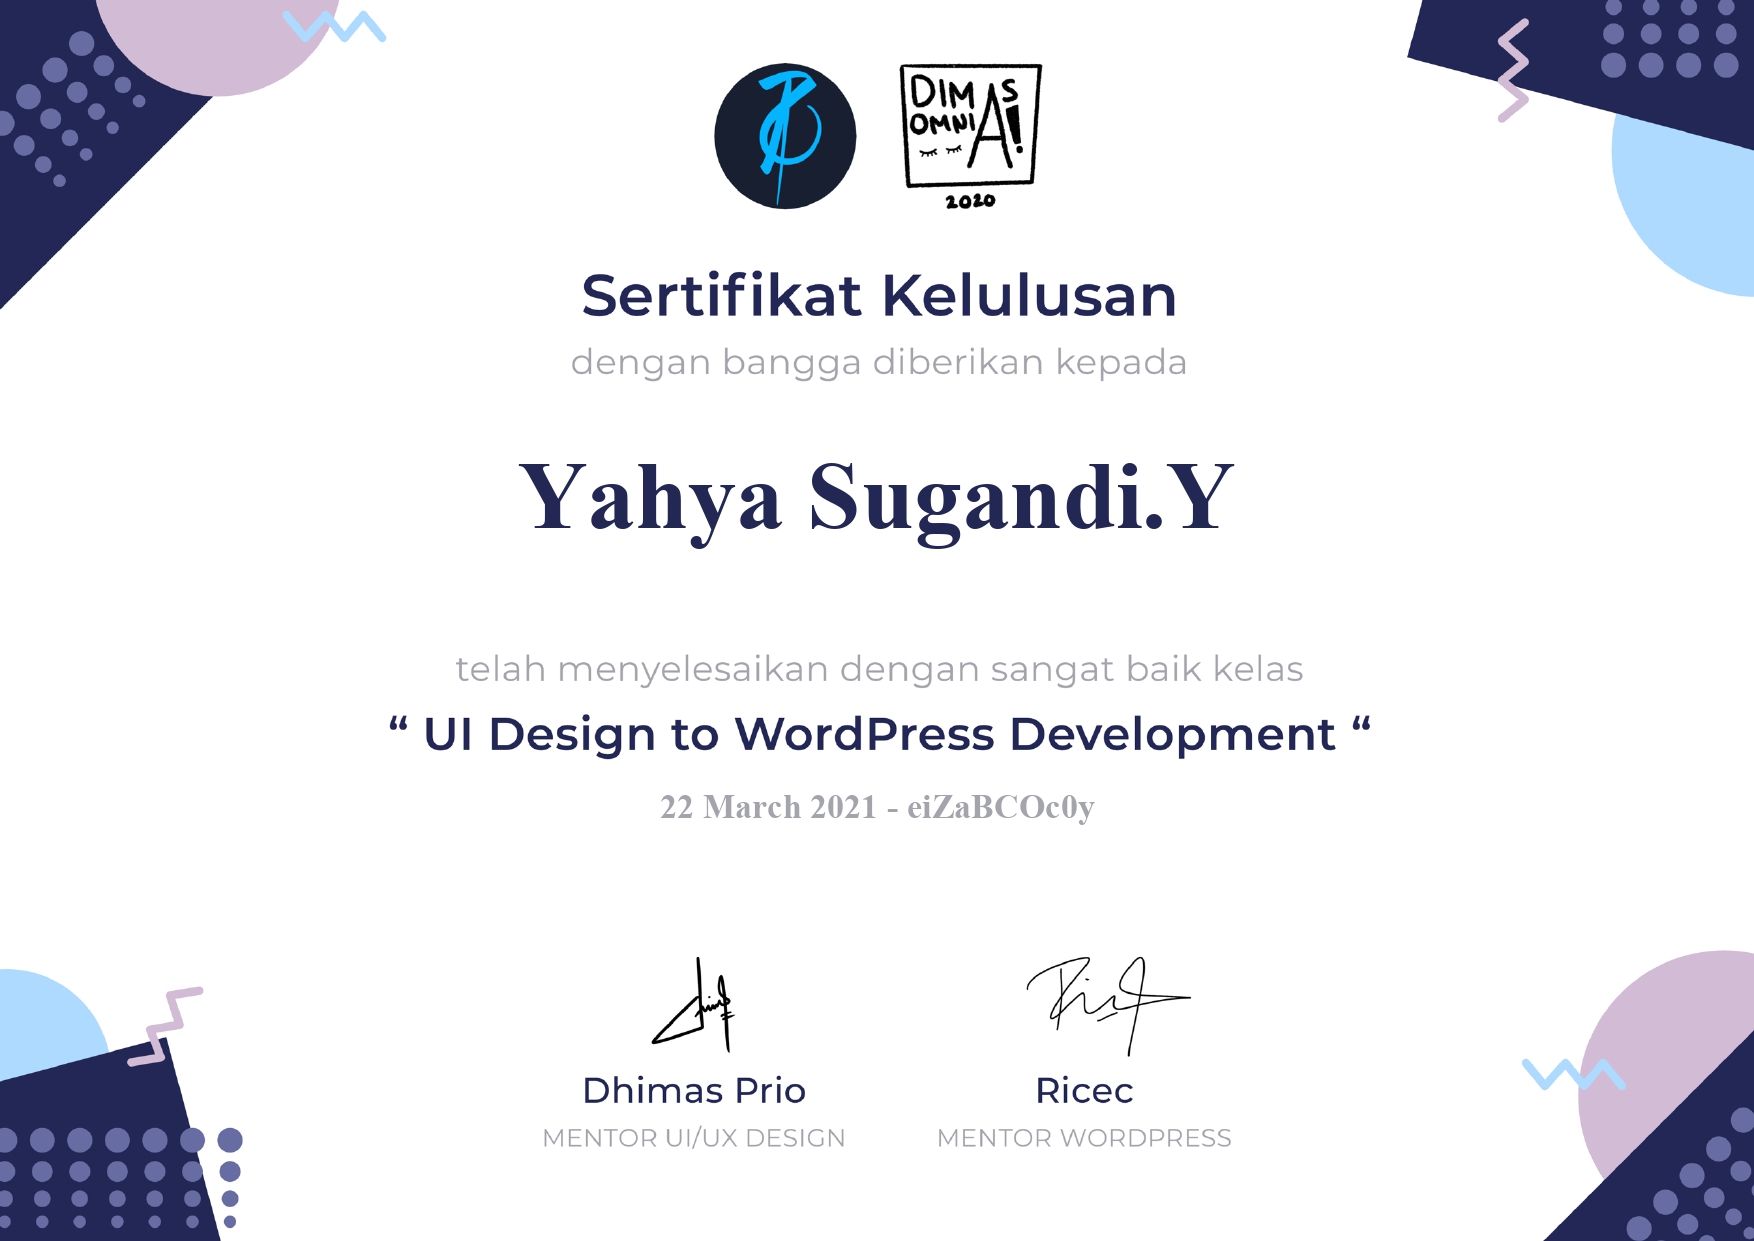 DIMAS
OMNIA!
2020
Sertifikat Kelulusan
dengan bangga diberikan kepada
Yahya Sugandi.Y
telah menyelesaikan dengan sangat baik kelas
“ UI Design to WordPress Development “
22 March 2021 - eiZaBCOc0y
Dhimas Prio
MENTOR UI/UX DESIGN
Ricec
MENTOR WORDPRESS